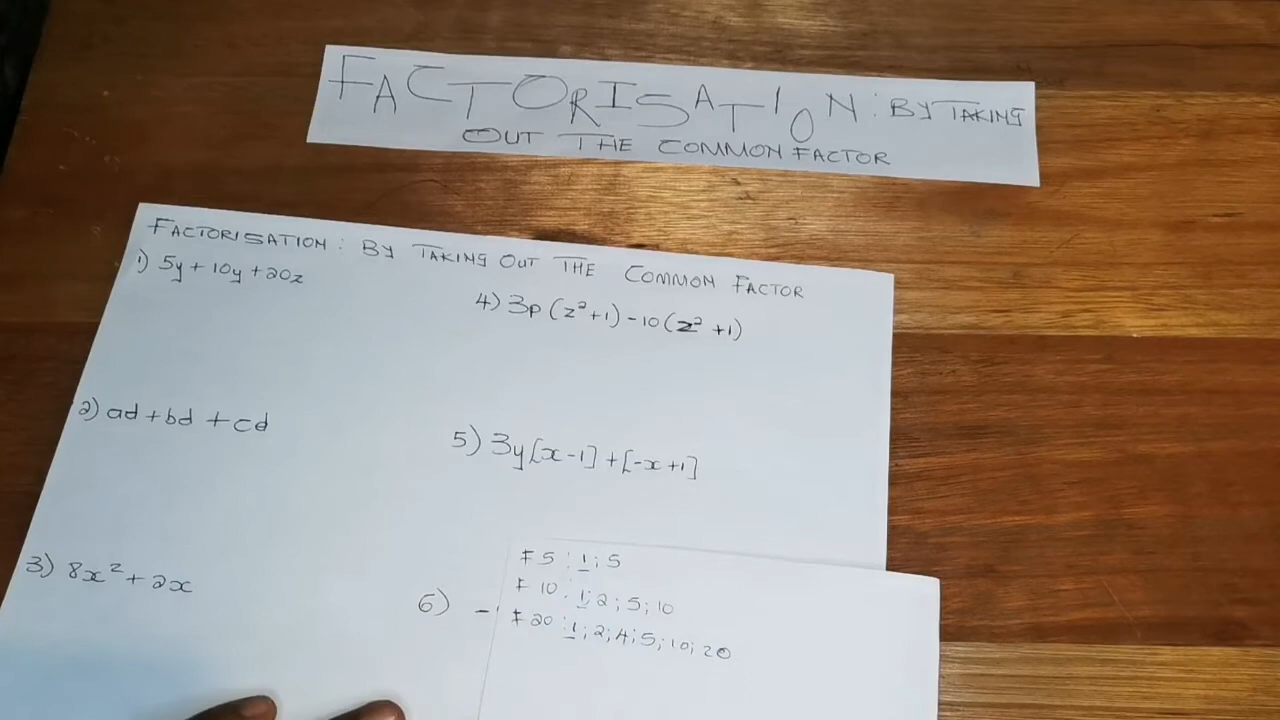 FACTORISATION: BY TAKING
OUT THE COMMON FACTOR
FACTORISATION: BY TAKING OUT THE COMMON FACTOR
1) 5y + 10y + 20z
2) ad + bd + cd
3) 8x² + 2x
4) 3p (z² + 1) - 10 (z² + 1)
5) 3y [x - 1] + [-x + 1]
6) -
F 5 : 1; 5
F 10 : 1; 2; 5; 10
F 20 : 1; 2; 4; 5; 10; 20